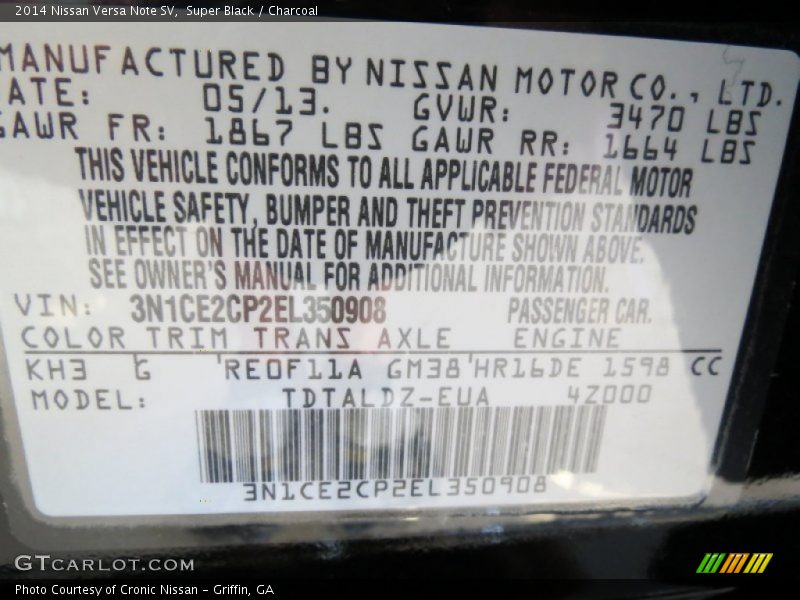 2014 Nissan Versa Note SV, Super Black / Charcoal
MANUFACTURED BY NISSAN MOTOR CO., LTD.
ATE: 05/13. GVWR: 3470 LBS
GAWR FR: 1867 LBS GAWR RR: 1664 LBS
THIS VEHICLE CONFORMS TO ALL APPLICABLE FEDERAL MOTOR
VEHICLE SAFETY, BUMPER AND THEFT PREVENTION STANDARDS
IN EFFECT ON THE DATE OF MANUFACTURE SHOWN ABOVE.
SEE OWNER'S MANUAL FOR ADDITIONAL INFORMATION.
VIN: 3N1CE2CP2EL350908 PASSENGER CAR.
COLOR TRIM TRANS AXLE ENGINE
KH3 G RE0F11A GM38 HR16DE 1598 CC
MODEL: TDTALDZ-EUA 4Z000
3N1CE2CP2EL350908
GTCARLOT.COM
Photo Courtesy of Cronic Nissan – Griffin, GA